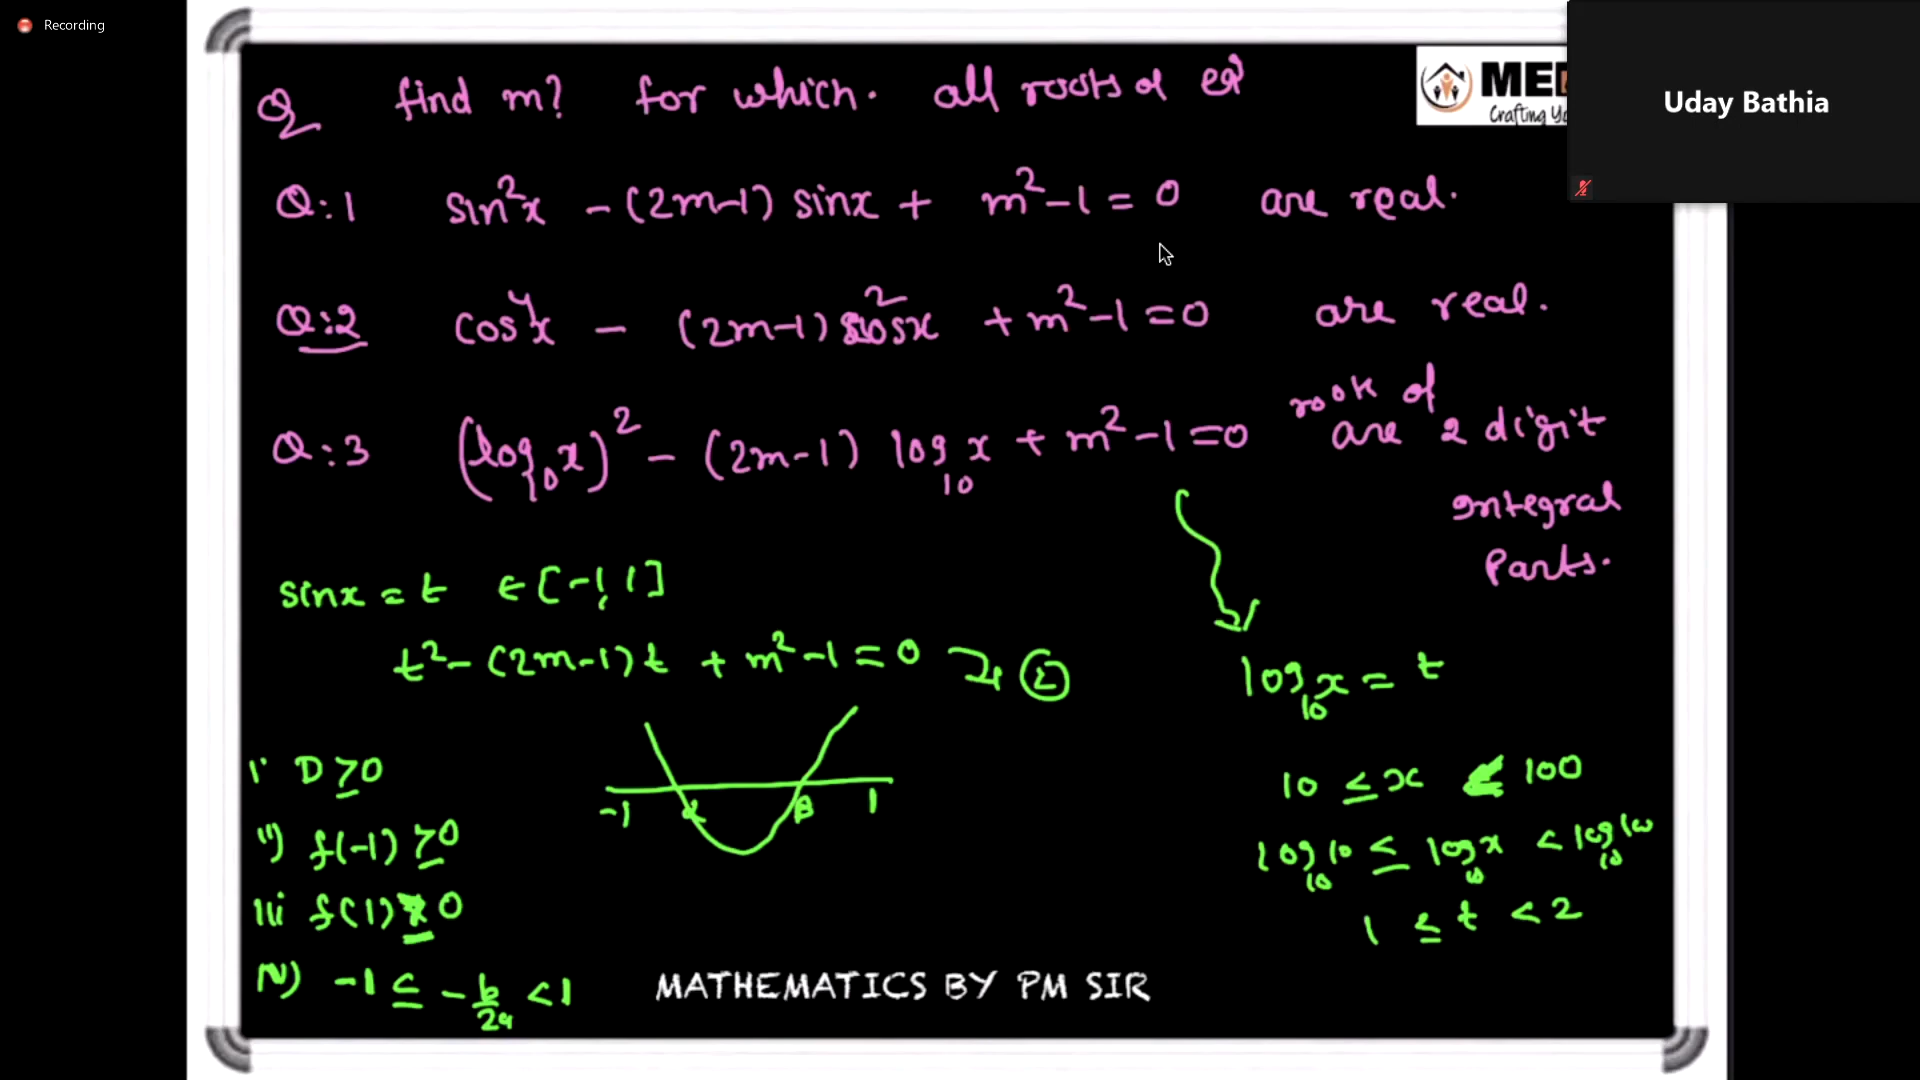 Recording
Uday Bathia
MED
Crafting Yo
Q find m? for which. all roots of eqn
Q:1 sin²x - (2m-1) sinx + m²-1 = 0 are real.
Q:2 cos⁴x - (2m-1) cos²x + m²-1 = 0 are real.
Q:3 (log₁₀x)² - (2m-1) log₁₀x + m²-1 = 0 roots of are 2 digit
integral
Parts.
sinx = t ∈ [-1, 1]
t² - (2m-1)t + m²-1 = 0
log₁₀x = t
i' D ≥ 0
-1 α β 1
10 ≤ x < 100
ii) f(-1) ≥ 0
log₁₀10 ≤ log₁₀x < log₁₀100
iii f(1) ≥ 0
1 ≤ t < 2
iv) -1 ≤ -b/2a < 1
MATHEMATICS BY PM SIR